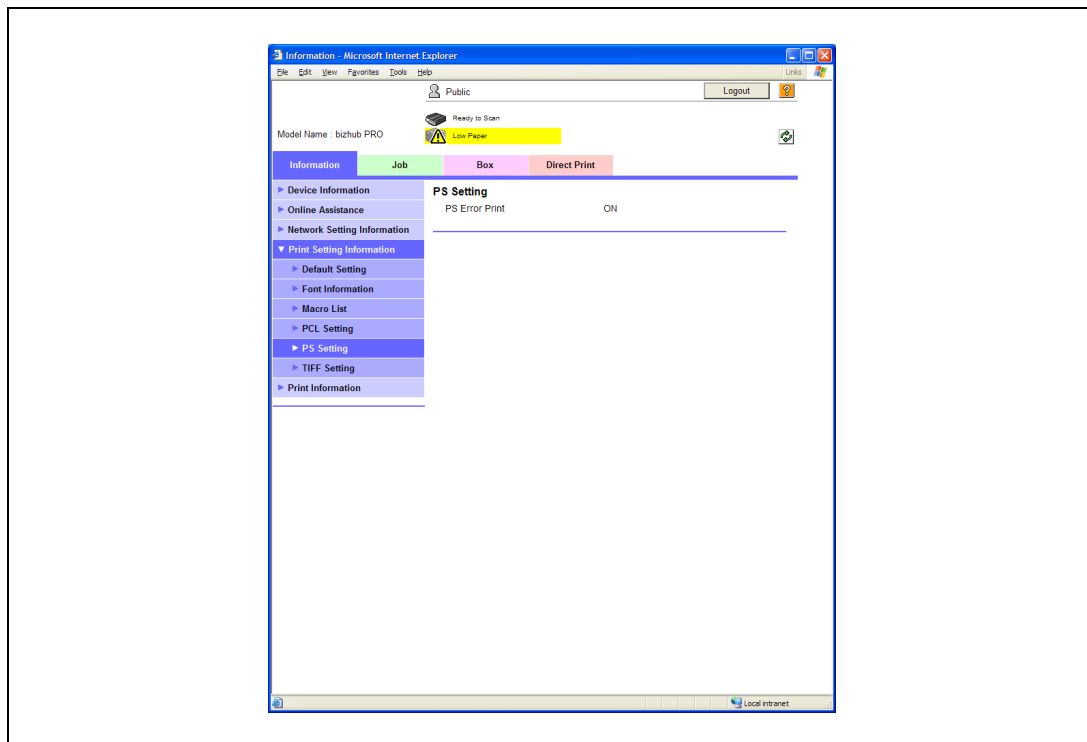 Information - Microsoft Internet Explorer
File Edit View Favorites Tools Help
Links
Public
Logout
?
Ready to Scan
Model Name : bizhub PRO
Low Paper
Information
Job
Box
Direct Print
Device Information
Online Assistance
Network Setting Information
Print Setting Information
Default Setting
Font Information
Macro List
PCL Setting
PS Setting
TIFF Setting
Print Information
PS Setting
PS Error Print ON
Local intranet